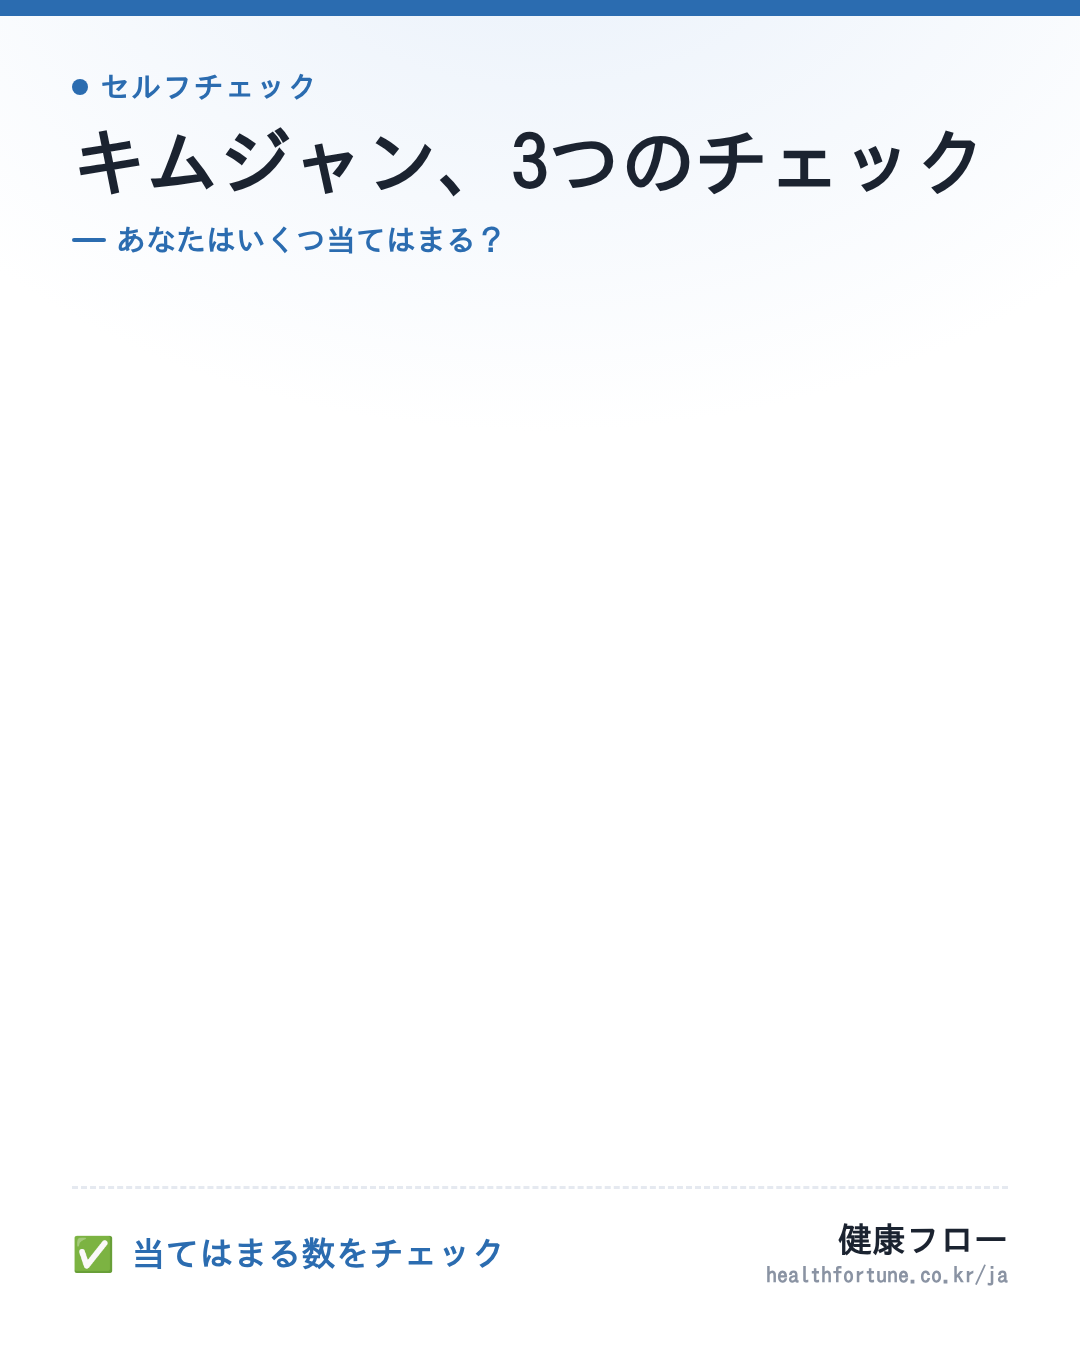 セルフチェック
キムジャン、3つのチェック
— あなたはいくつ当てはまる？
✅ 当てはまる数をチェック
健康フロー
healthfortune.co.kr/ja